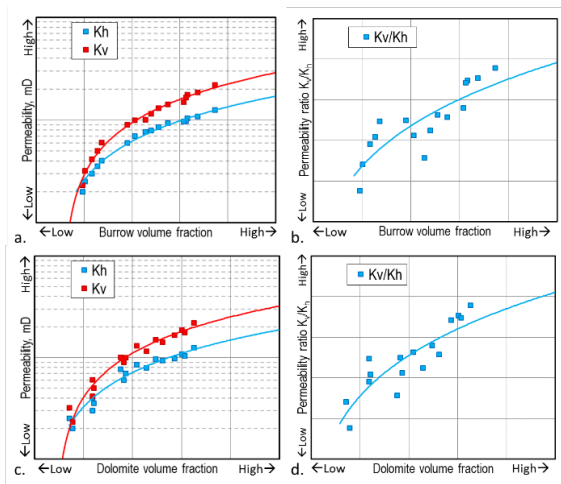 High→
Permeability, mD
←Low
Kh
Kv
a.
←Low
Burrow volume fraction
High→
High→
Permeability ratio Kv/Kh
←Low
Kv/Kh
b.
←Low
Burrow volume fraction
High→
High→
Permeability, mD
←Low
Kh
Kv
c.
←Low
Dolomite volume fraction
High→
High→
Permeability ratio Kv/Kh
←Low
Kv/Kh
d.
←Low
Dolomite volume fraction
High→